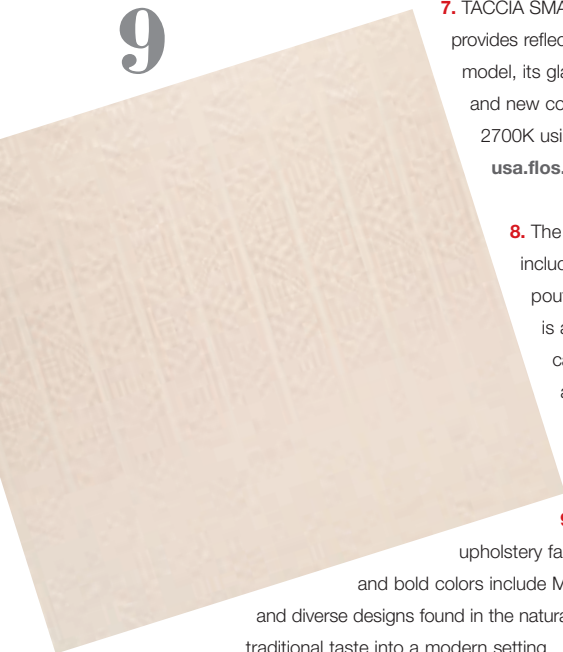 9
7. TACCIA SMA
provides reflec
model, its gla
and new co
2700K usi
usa.flos.
8. The
includ
pou
is a
ca
a
9
upholstery fa
and bold colors include M
and diverse designs found in the natura
traditional taste into a modern setting.